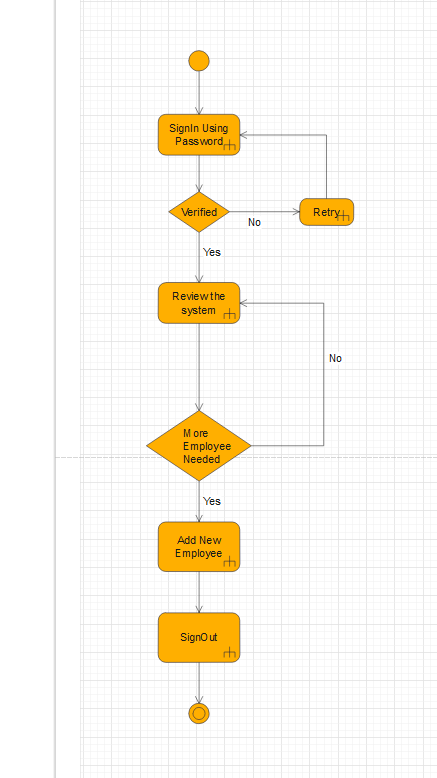 SignIn Using
Password
Verified
No
Retry
Yes
Review the
system
No
More
Employee
Needed
Yes
Add New
Employee
SignOut